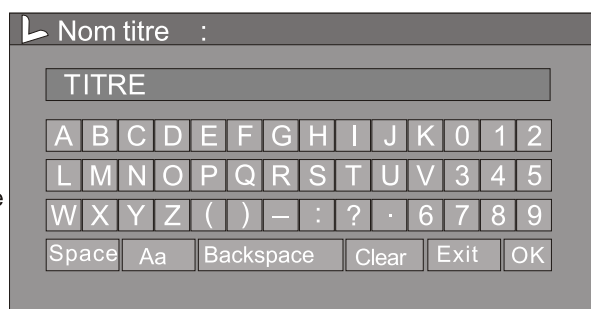 Nom titre :
TITRE
A B C D E F G H I J K 0 1 2
L M N O P Q R S T U V 3 4 5
W X Y Z ( ) – : ? · 6 7 8 9
Space Aa Backspace Clear Exit OK